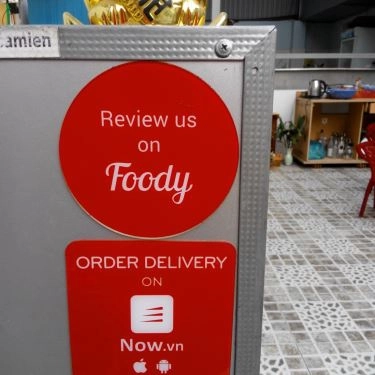 amien
Review us
on
Foody
ORDER DELIVERY
ON
Now.vn